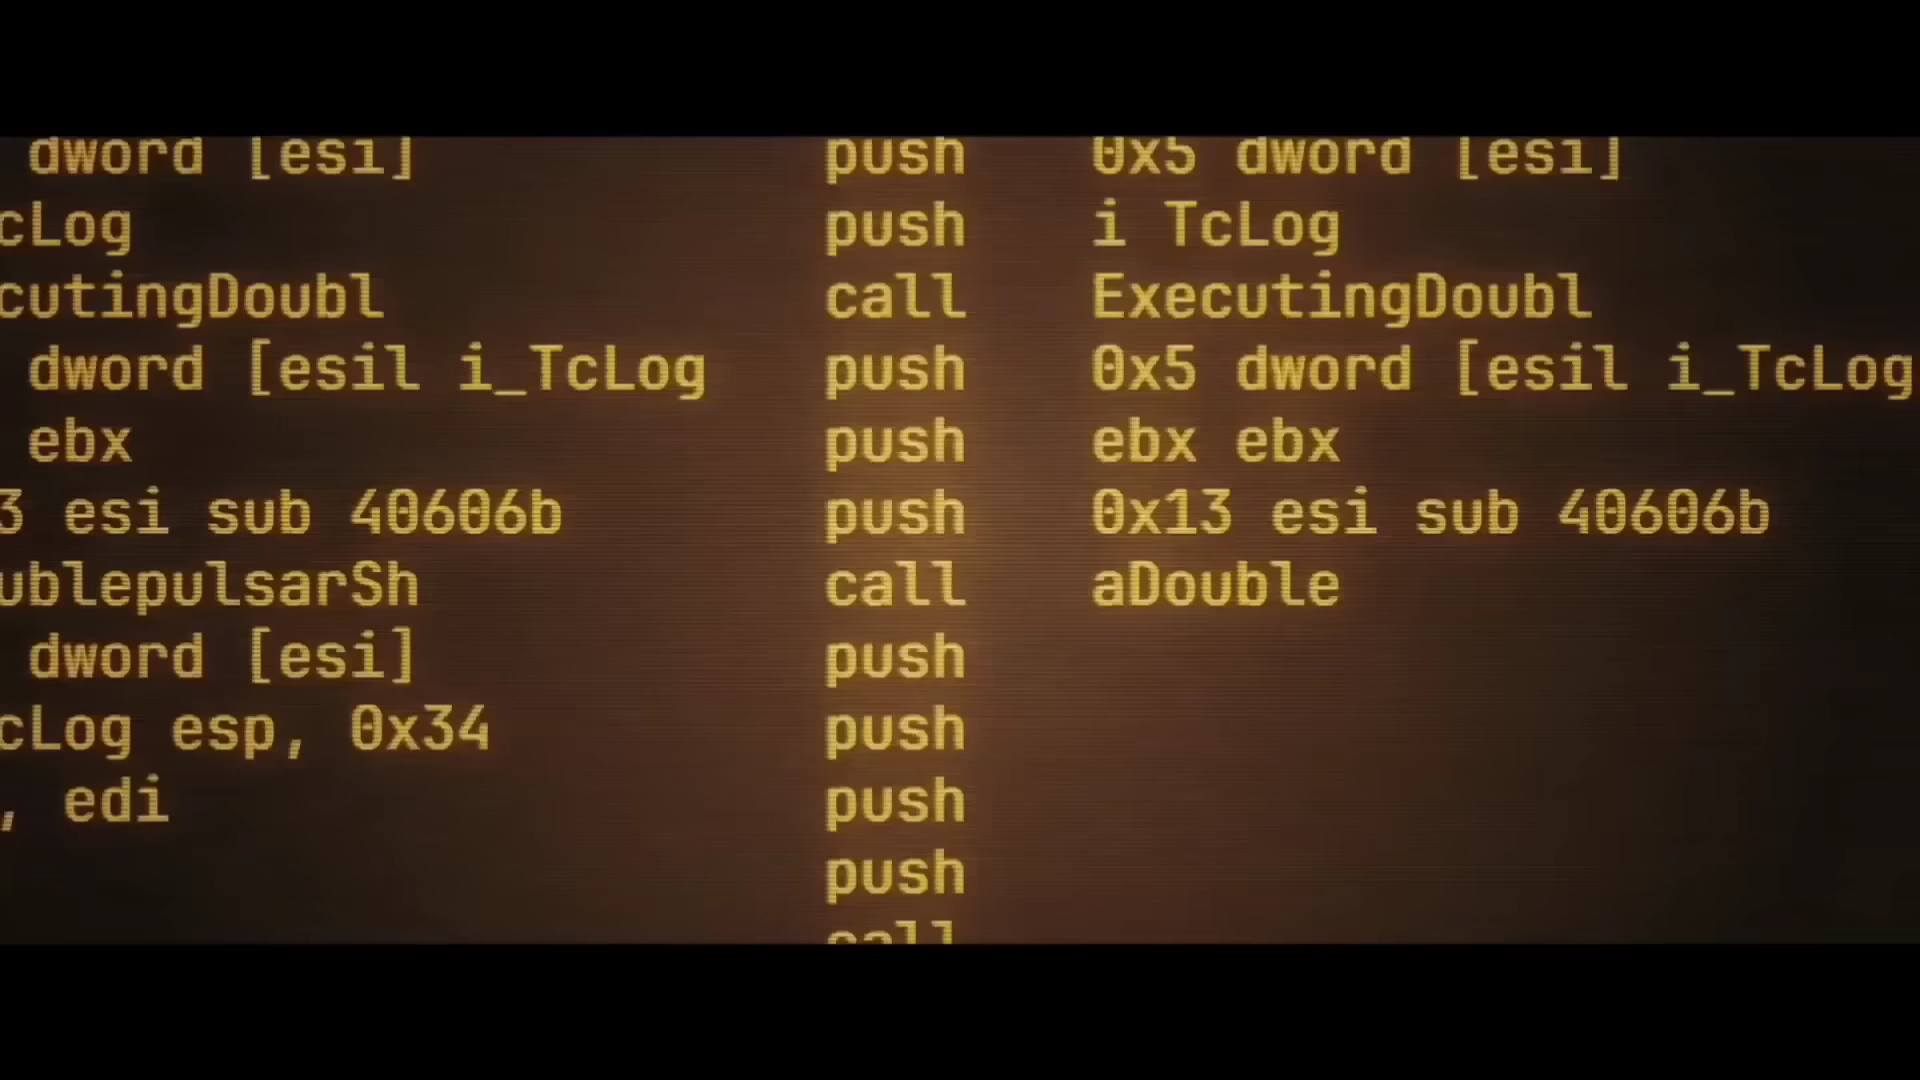 dword [esi] push 0x5 dword [esi]
cLog push i TcLog
cutingDoubl call ExecutingDoubl
dword [esil i_TcLog push 0x5 dword [esil i_TcLog
ebx push ebx ebx
3 esi sub 40606b push 0x13 esi sub 40606b
ublepulsarSh call aDouble
dword [esi] push
cLog esp, 0x34 push
, edi push
push
call